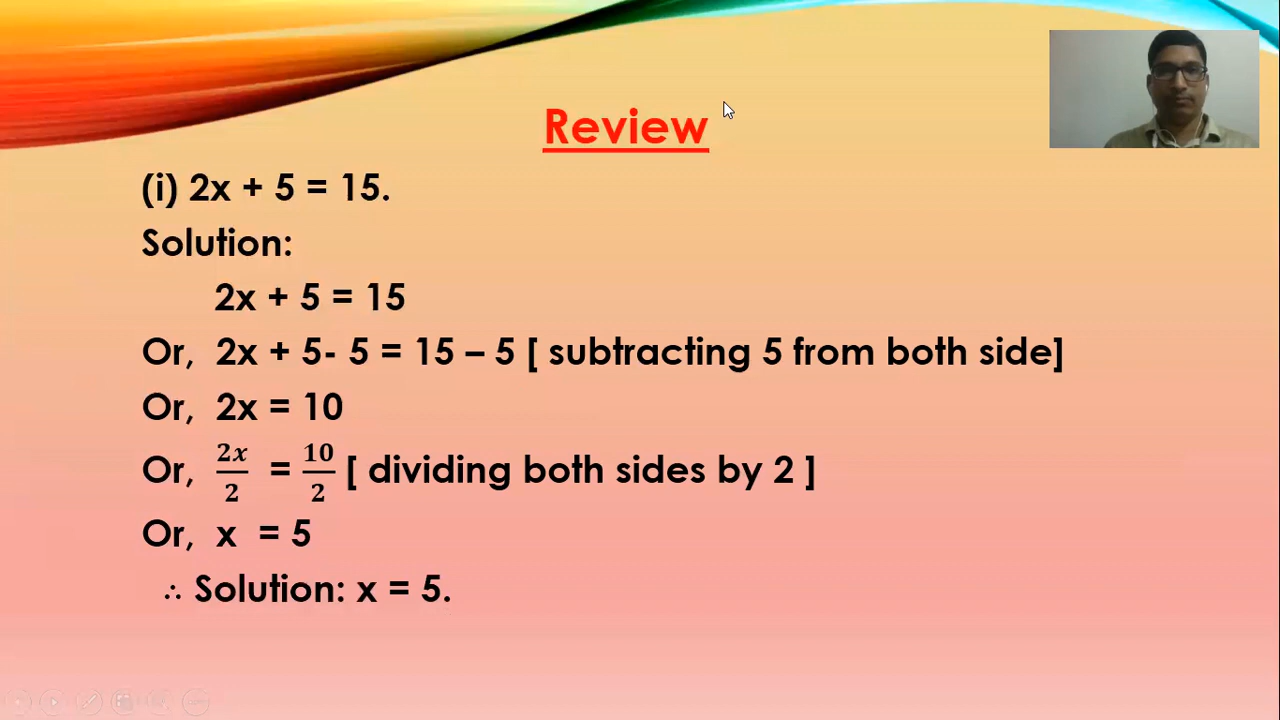 Review
(i) 2x + 5 = 15.
Solution:
2x + 5 = 15
Or, 2x + 5- 5 = 15 – 5 [ subtracting 5 from both side]
Or, 2x = 10
Or, 2x/2 = 10/2 [ dividing both sides by 2 ]
Or, x = 5
∴ Solution: x = 5.